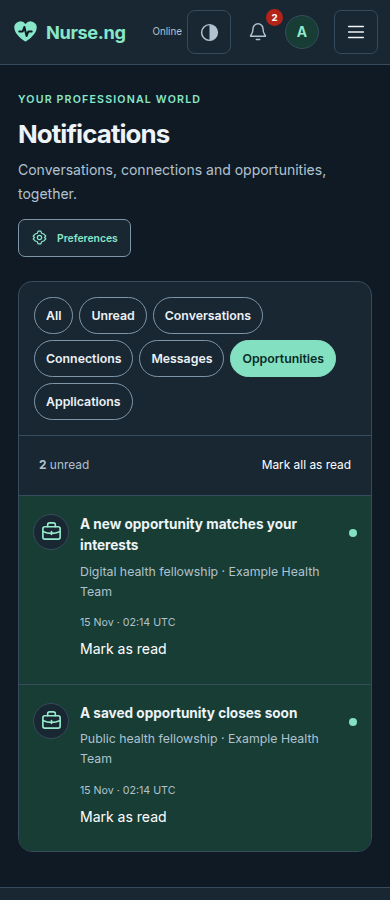 Nurse.ng
Online
2
A
YOUR PROFESSIONAL WORLD
Notifications
Conversations, connections and opportunities,
together.
Preferences
All
Unread
Conversations
Connections
Messages
Opportunities
Applications
2 unread
Mark all as read
A new opportunity matches your
interests
Digital health fellowship · Example Health
Team
15 Nov · 02:14 UTC
Mark as read
A saved opportunity closes soon
Public health fellowship · Example Health
Team
15 Nov · 02:14 UTC
Mark as read